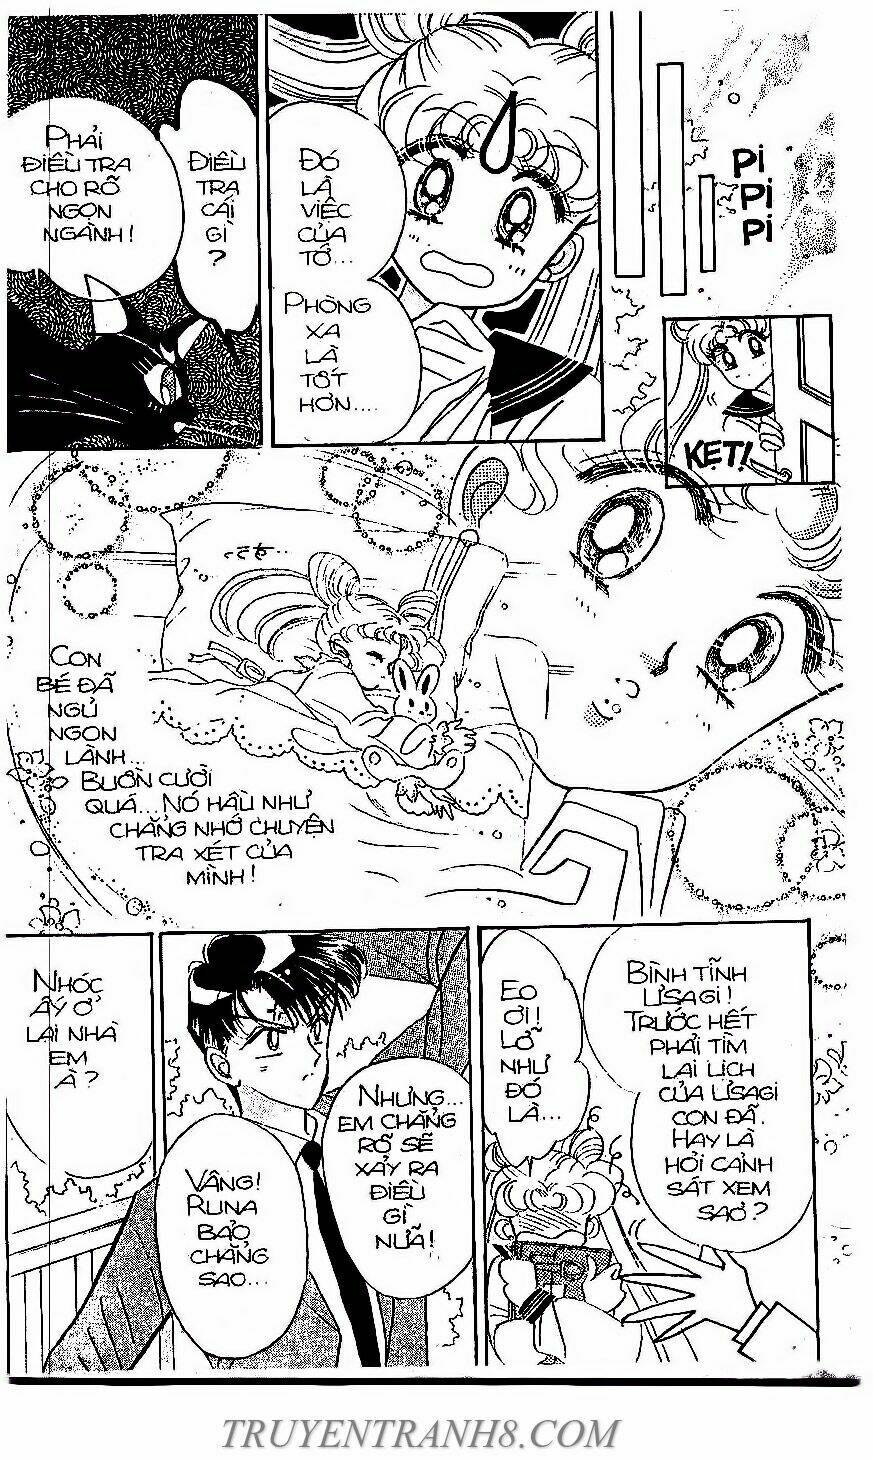 PI
PI
PI
KẸT!
ĐÓ
LÀ
VIỆC
CỦA
TỚ...
PHÒNG
XA
LÀ
TỐT
HƠN....
ĐIỀU
TRA
CÁI
GÌ
?
PHẢI
ĐIỀU TRA
CHO RÕ
NGỌN
NGÀNH!
CON
BÉ ĐÃ
NGỦ
NGON
LÀNH...
BUỒN CƯỜI
QUÁ... NÓ HẦU NHƯ
CHẲNG NHỚ CHUYỆN
TRA XÉT CỦA
MÌNH!
BÌNH TĨNH
USAGI!
TRƯỚC HẾT
PHẢI TÌM
LAI LỊCH
CỦA USAGI
CON ĐÃ.
HAY LÀ
HỎI CẢNH
SÁT XEM
SAO?
EO
ƠI!
LỠ
NHƯ
ĐÓ
LÀ...
NHƯNG...
EM CHẲNG
RÕ SẼ
XẢY RA
ĐIỀU
GÌ
NỮA!
VÂNG!
RUNA
BẢO
CHẲNG
SAO...
NHÓC
ẤY Ở
LẠI NHÀ
EM
À?
TRUYENTRANH8.COM